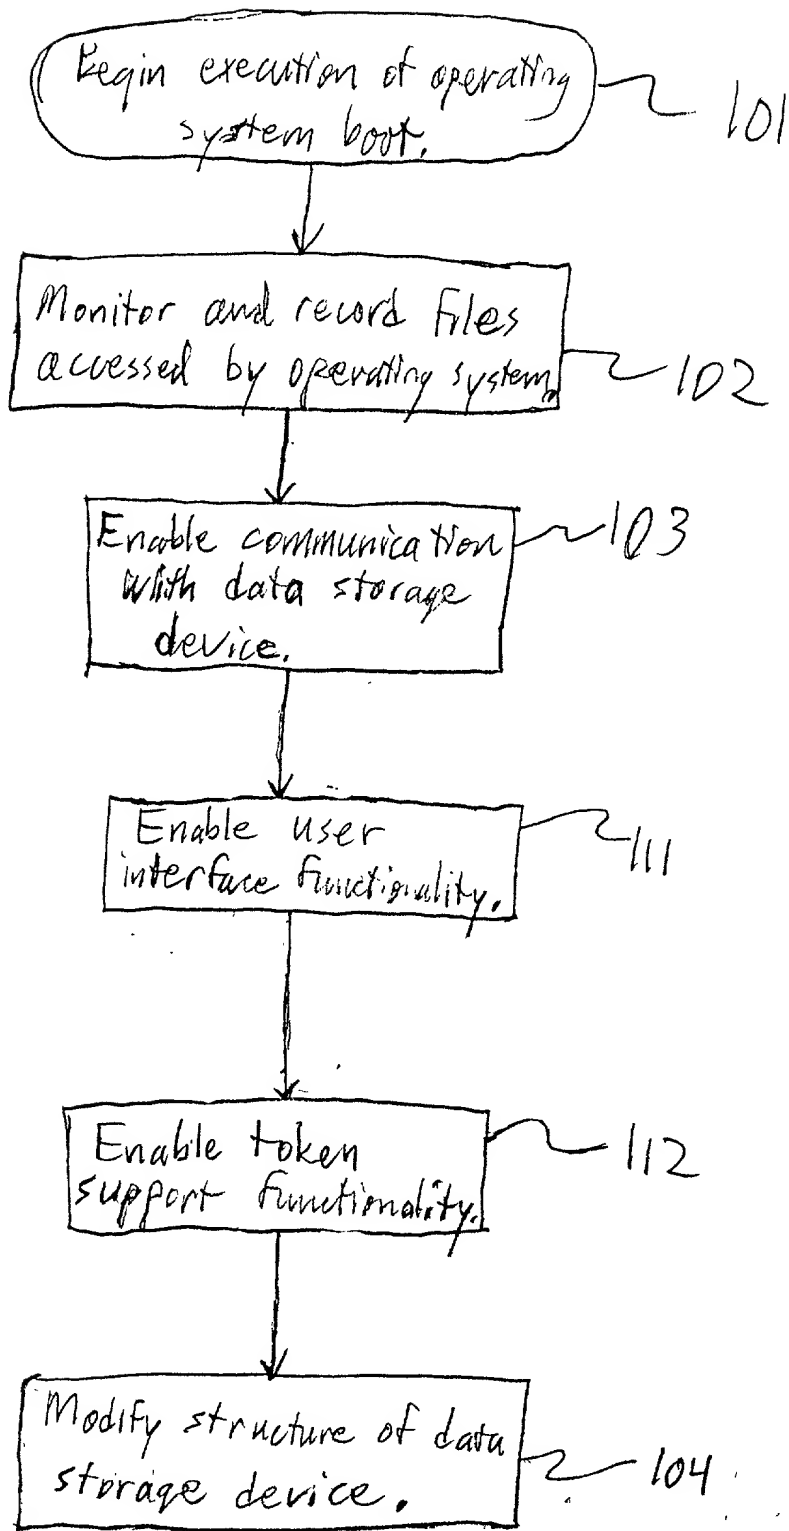 Begin execution of operating
system boot.
101
Monitor and record files
accessed by operating system.
102
Enable communication
with data storage
device.
103
Enable user
interface functionality.
111
Enable token
support functionality.
112
Modify structure of data
storage device.
104